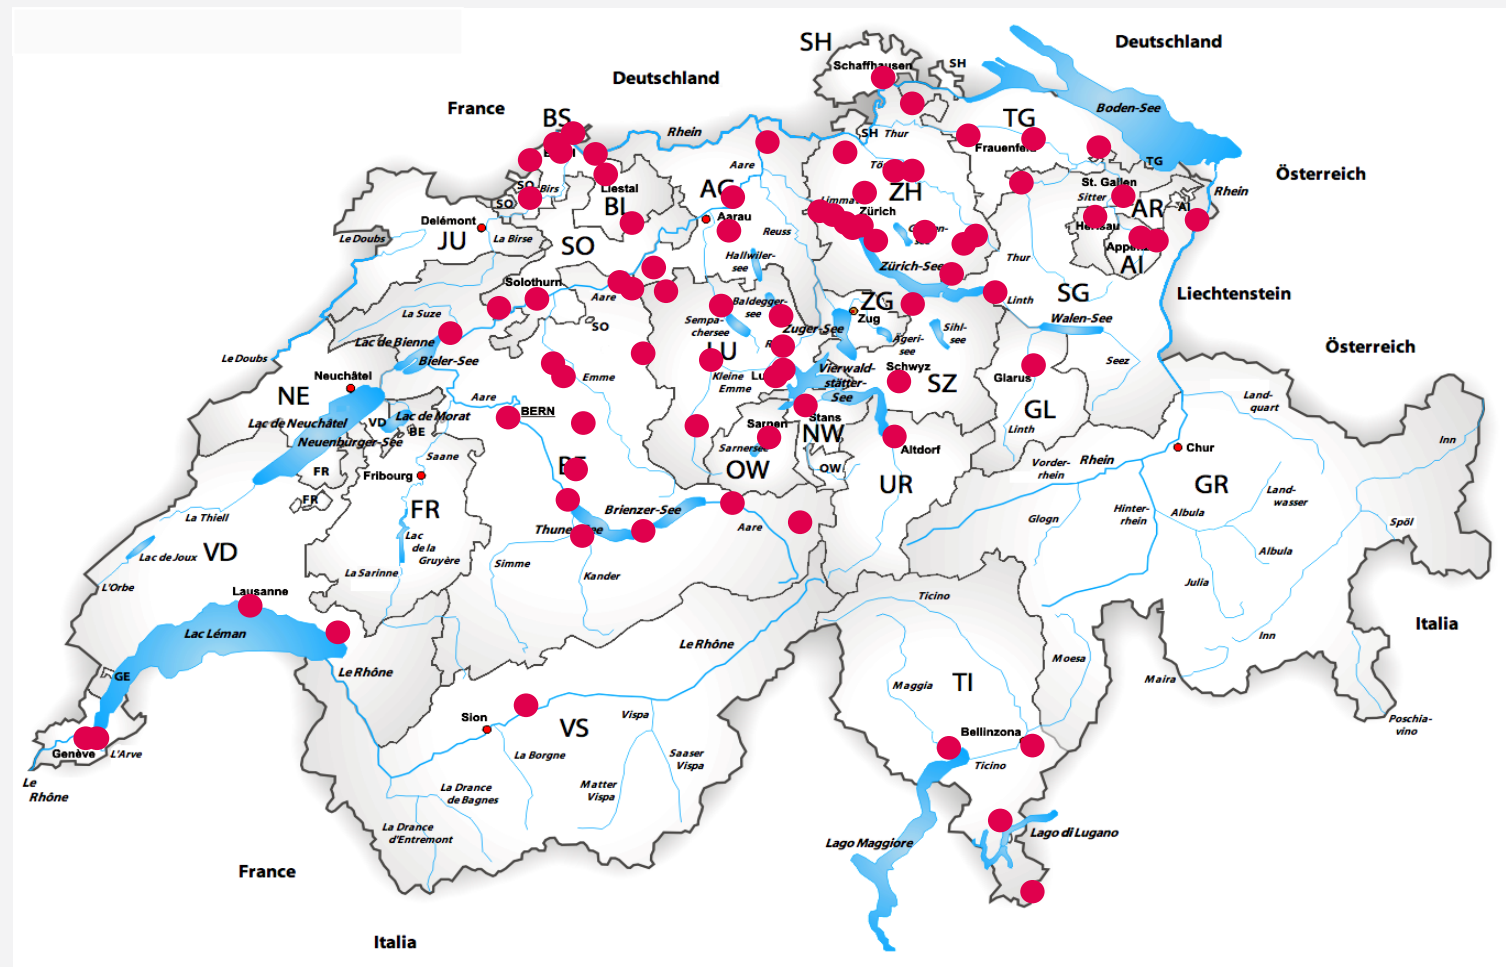 SH
Deutschland
Schaffhausen
SH
Deutschland
France
BS
Boden-See
TG
SH
Thur
Rhein
Frauenfeld
TG
Aare
Österreich
SO
Birs
Liestal
AG
ZH
St. Gallen
Rhein
SO
BL
Limmat
Sitter
AR
AI
Delémont
Aarau
Zürich
Herisau
Le Doubs
JU
La Birse
SO
Reuss
Appenzell
Hallwiler-
see
Zürich-See
Thur
AI
Solothurn
Aare
Baldegger-
see
ZG
Zug
Linth
SG
Liechtenstein
La Suze
SO
Sempa-
chersee
Zuger-See
Ägeri-
see
Sihl-
see
Walen-See
Lac de Bienne
LU
Österreich
Le Doubs
Bieler-See
Schwyz
Seez
Neuchâtel
Emme
Kleine
Emme
Vierwald-
stätter-
See
SZ
Glarus
NE
Aare
BERN
GL
Land-
quart
Lac de Neuchâtel
VD
Lac de Morat
Stans
Neuenburger-See
BE
Sarnen
NW
Linth
Inn
Saane
Sarnersee
Altdorf
Chur
FR
Fribourg
BE
OW
OW
Vorder-
rhein
Rhein
UR
GR
FR
FR
Land-
wasser
La Thiell
Brienzer-See
Glogn
Hinter-
rhein
Albula
Spöl
VD
Lac de Joux
Lac
de la
Gruyère
Thunersee
Aare
Albula
L'Orbe
La Sarinne
Simme
Kander
Julia
Lausanne
Ticino
Lac Léman
Italia
Le Rhône
Le Rhône
Moesa
Inn
GE
Maggia
TI
Maira
Sion
VS
Vispa
Bellinzona
Poschia-
vino
Genève
L'Arve
La Borgne
Saaser
Vispa
Ticino
Le
Rhône
La Drance
de Bagnes
Matter
Vispa
La Drance
d'Entremont
Lago Maggiore
Lago di Lugano
France
Italia